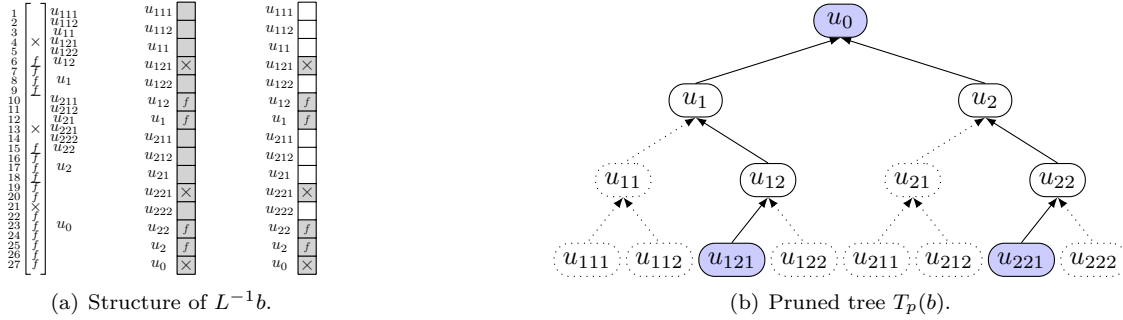 1 u111
2 u112
3 u11
4 × u121
5 u122
6 f u12
7 f
8 f u1
9 f
10 u211
11 u212
12 u21
13 × u221
14 u222
15 f u22
16 f
17 f u2
18 f
19 f
20 f
21 ×
22 f
23 f u0
24 f
25 f
26 f
27 f
u111
u112
u11
u121 ×
u122
u12 f
u1 f
u211
u212
u21
u221 ×
u222
u22 f
u2 f
u0 ×
u111
u112
u11
u121 ×
u122
u12 f
u1 f
u211
u212
u21
u221 ×
u222
u22 f
u2 f
u0 ×
(a) Structure of L⁻¹b.
u0
u1 u2
u11 u12 u21 u22
u111 u112 u121 u122 u211 u212 u221 u222
(b) Pruned tree Tp(b).